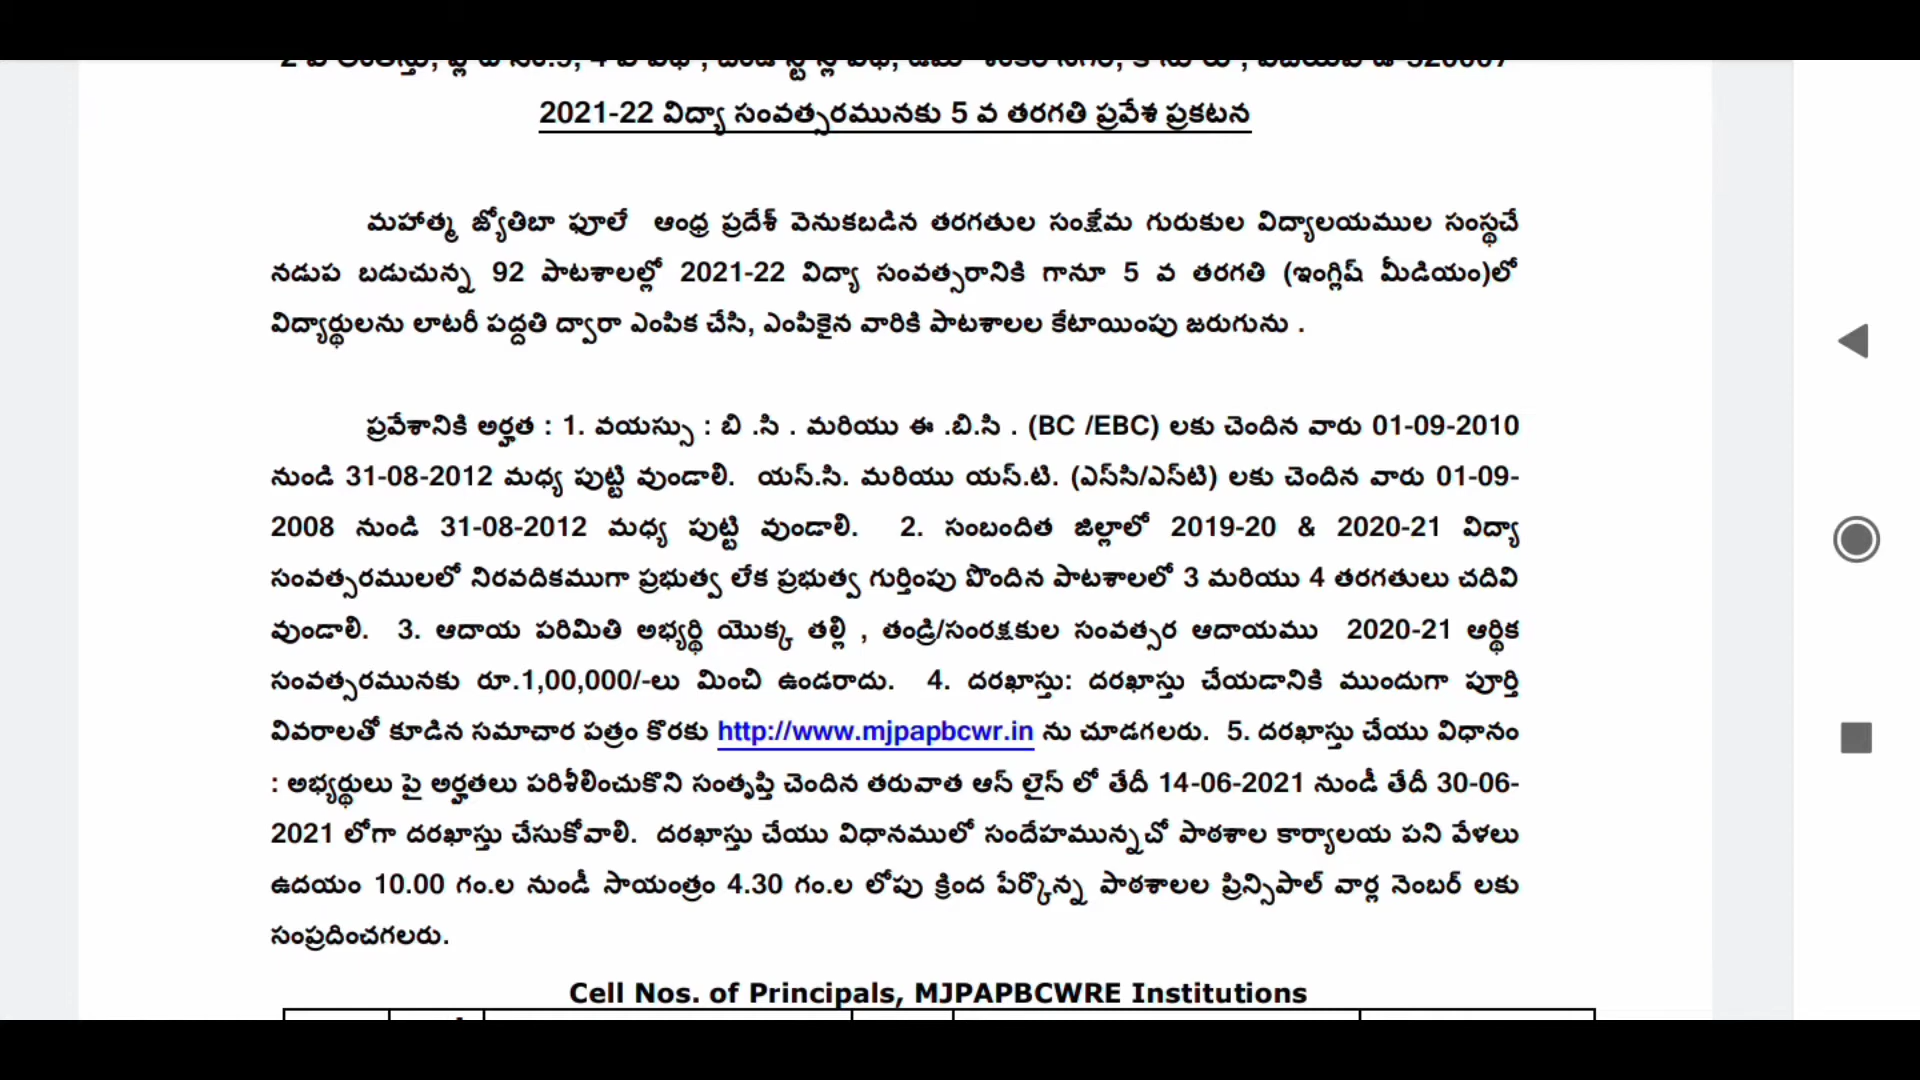 2021-22 విద్యా సంవత్సరమునకు 5 వ తరగతి ప్రవేశ ప్రకటన
మహాత్మ జ్యోతిబా ఫూలే ఆంధ్ర ప్రదేశ్ వెనుకబడిన తరగతుల సంక్షేమ గురుకుల విద్యాలయముల సంస్థచే
నడుప బడుచున్న 92 పాటశాలల్లో 2021-22 విద్యా సంవత్సరానికి గానూ 5 వ తరగతి (ఇంగ్లిష్ మీడియం)లో
విద్యార్థులను లాటరీ పద్దతి ద్వారా ఎంపిక చేసి, ఎంపికైన వారికి పాటశాలల కేటాయింపు జరుగును .
ప్రవేశానికి అర్హత : 1. వయస్సు : బి .సి . మరియు ఈ .బి.సి . (BC /EBC) లకు చెందిన వారు 01-09-2010
నుండి 31-08-2012 మధ్య పుట్టి వుండాలి. యస్.సి. మరియు యస్.టి. (ఎస్‌సి/ఎస్‌టి) లకు చెందిన వారు 01-09-
2008 నుండి 31-08-2012 మధ్య పుట్టి వుండాలి. 2. సంబందిత జిల్లాలో 2019-20 & 2020-21 విద్యా
సంవత్సరములలో నిరవదికముగా ప్రభుత్వ లేక ప్రభుత్వ గుర్తింపు పొందిన పాటశాలలో 3 మరియు 4 తరగతులు చదివి
వుండాలి. 3. ఆదాయ పరిమితి అభ్యర్థి యొక్క తల్లి , తండ్రి/సంరక్షకుల సంవత్సర ఆదాయము 2020-21 ఆర్థిక
సంవత్సరమునకు రూ.1,00,000/-లు మించి ఉండరాదు. 4. దరఖాస్తు: దరఖాస్తు చేయడానికి ముందుగా పూర్తి
వివరాలతో కూడిన సమాచార పత్రం కొరకు http://www.mjpapbcwr.in ను చూడగలరు. 5. దరఖాస్తు చేయు విధానం
: అభ్యర్థులు పై అర్హతలు పరిశీలించుకొని సంతృప్తి చెందిన తరువాత ఆన్ లైన్ లో తేదీ 14-06-2021 నుండీ తేదీ 30-06-
2021 లోగా దరఖాస్తు చేసుకోవాలి. దరఖాస్తు చేయు విధానములో సందేహమున్నచో పాఠశాల కార్యాలయ పని వేళలు
ఉదయం 10.00 గం.ల నుండీ సాయంత్రం 4.30 గం.ల లోపు క్రింద పేర్కొన్న పాఠశాలల ప్రిన్సిపాల్ వార్ల నెంబర్ లకు
సంప్రదించగలరు.
Cell Nos. of Principals, MJPAPBCWRE Institutions